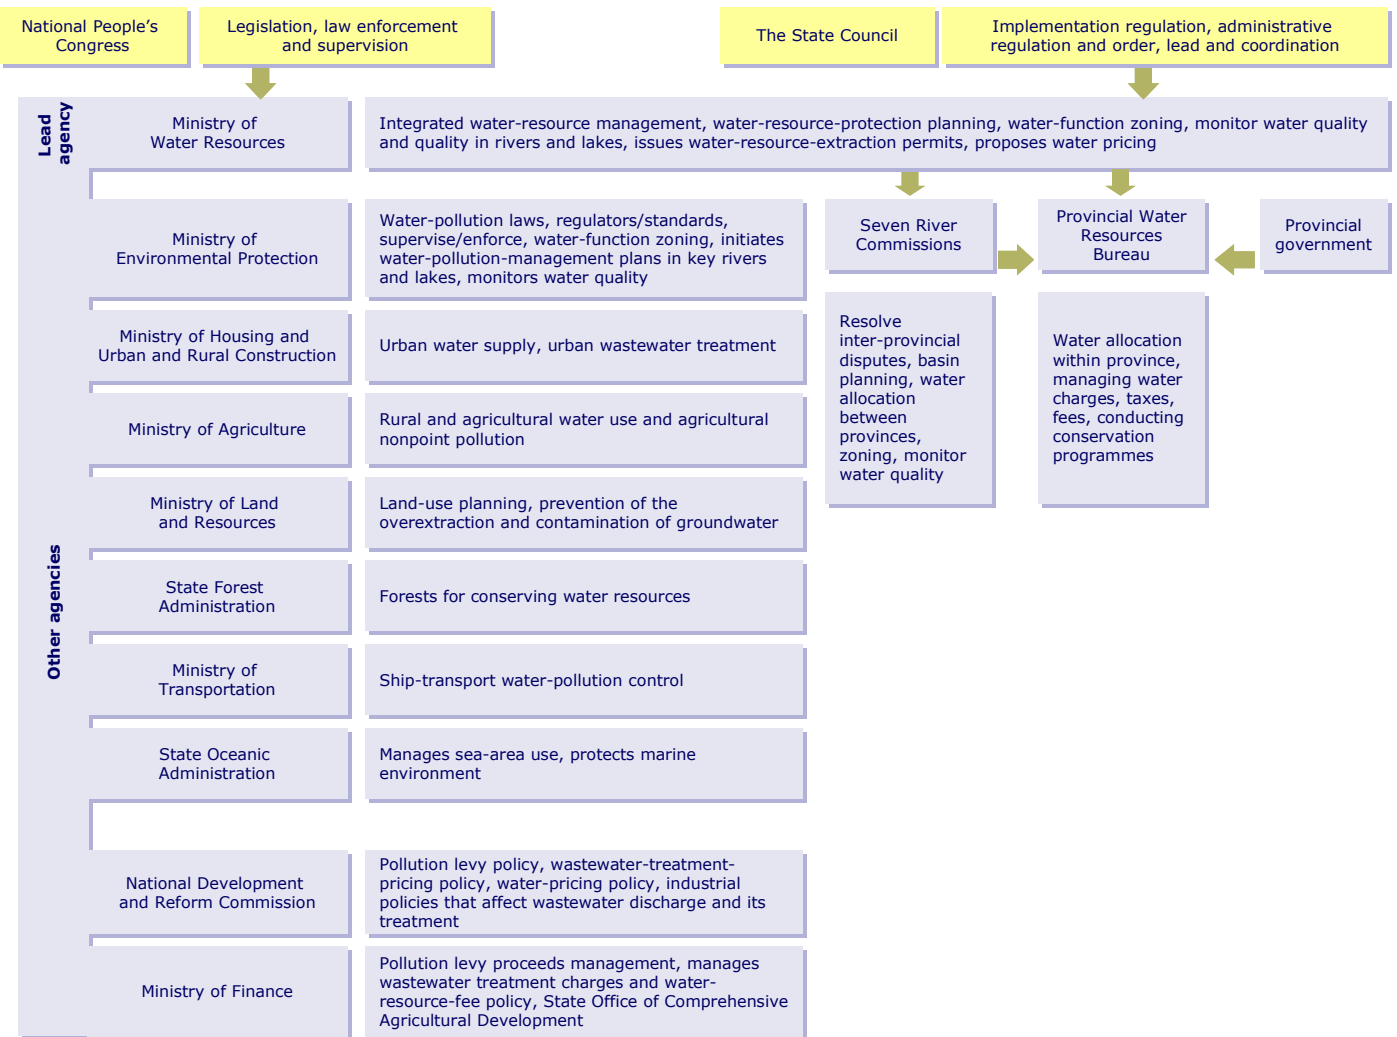 National People’s
Congress
Legislation, law enforcement
and supervision
The State Council
Implementation regulation, administrative
regulation and order, lead and coordination
Lead
agency
Ministry of
Water Resources
Integrated water-resource management, water-resource-protection planning, water-function zoning, monitor water quality
and quality in rivers and lakes, issues water-resource-extraction permits, proposes water pricing
Other agencies
Ministry of
Environmental Protection
Water-pollution laws, regulators/standards,
supervise/enforce, water-function zoning, initiates
water-pollution-management plans in key rivers
and lakes, monitors water quality
Seven River
Commissions
Provincial Water
Resources
Bureau
Provincial
government
Resolve
inter-provincial
disputes, basin
planning, water
allocation
between
provinces,
zoning, monitor
water quality
Water allocation
within province,
managing water
charges, taxes,
fees, conducting
conservation
programmes
Ministry of Housing and
Urban and Rural Construction
Urban water supply, urban wastewater treatment
Ministry of Agriculture
Rural and agricultural water use and agricultural
nonpoint pollution
Ministry of Land
and Resources
Land-use planning, prevention of the
overextraction and contamination of groundwater
State Forest
Administration
Forests for conserving water resources
Ministry of
Transportation
Ship-transport water-pollution control
State Oceanic
Administration
Manages sea-area use, protects marine
environment
National Development
and Reform Commission
Pollution levy policy, wastewater-treatment-
pricing policy, water-pricing policy, industrial
policies that affect wastewater discharge and its
treatment
Ministry of Finance
Pollution levy proceeds management, manages
wastewater treatment charges and water-
resource-fee policy, State Office of Comprehensive
Agricultural Development